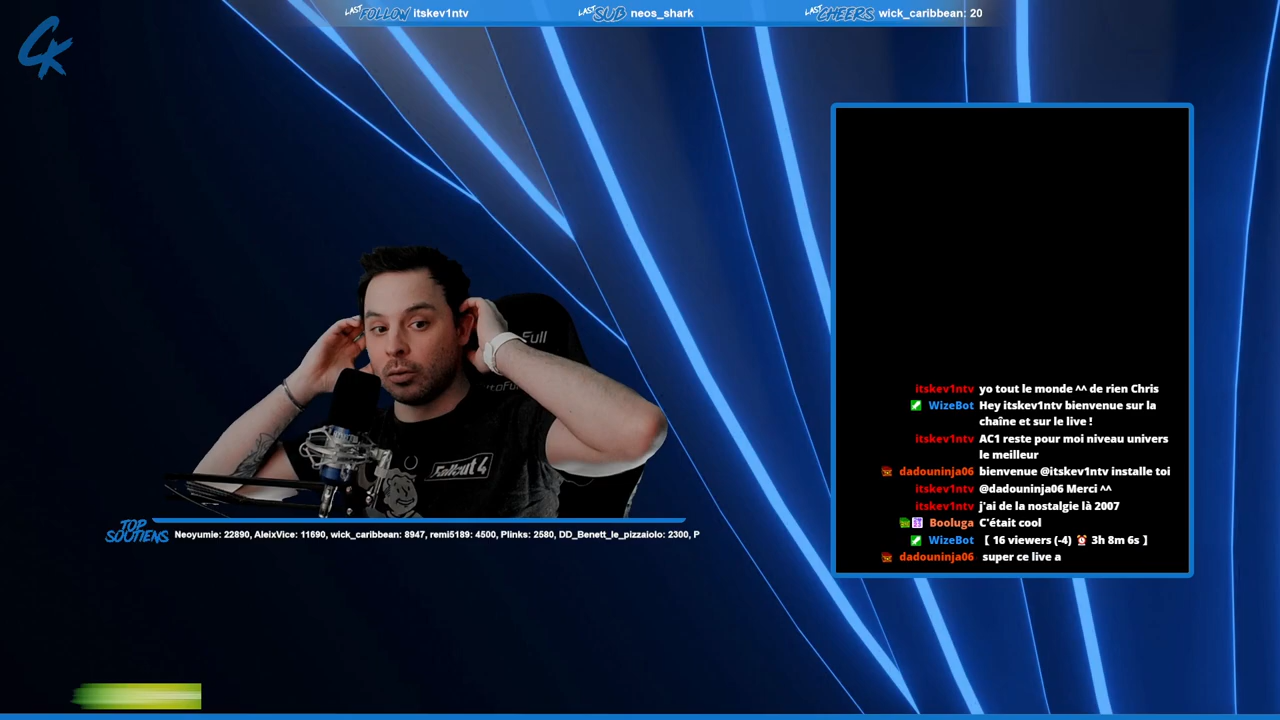 LAST FOLLOW itskev1ntv LAST SUB neos_shark LAST CHEERS wick_caribbean: 20
CK
Full
utoFu
Fallout 4
TOP SOUTIENS Neoyumie: 22890, AleixVice: 11690, wick_caribbean: 8947, remi5189: 4500, Plinks: 2580, DD_Benett_le_pizzaiolo: 2300, P
itskev1ntv yo tout le monde ^^ de rien Chris
WizeBot Hey itskev1ntv bienvenue sur la
chaîne et sur le live !
itskev1ntv AC1 reste pour moi niveau univers
le meilleur
dadouninja06 bienvenue @itskev1ntv installe toi
itskev1ntv @dadouninja06 Merci ^^
itskev1ntv j'ai de la nostalgie là 2007
Booluga C'était cool
WizeBot 【 16 viewers (-4) ⏰ 3h 8m 6s 】
dadouninja06 super ce live a